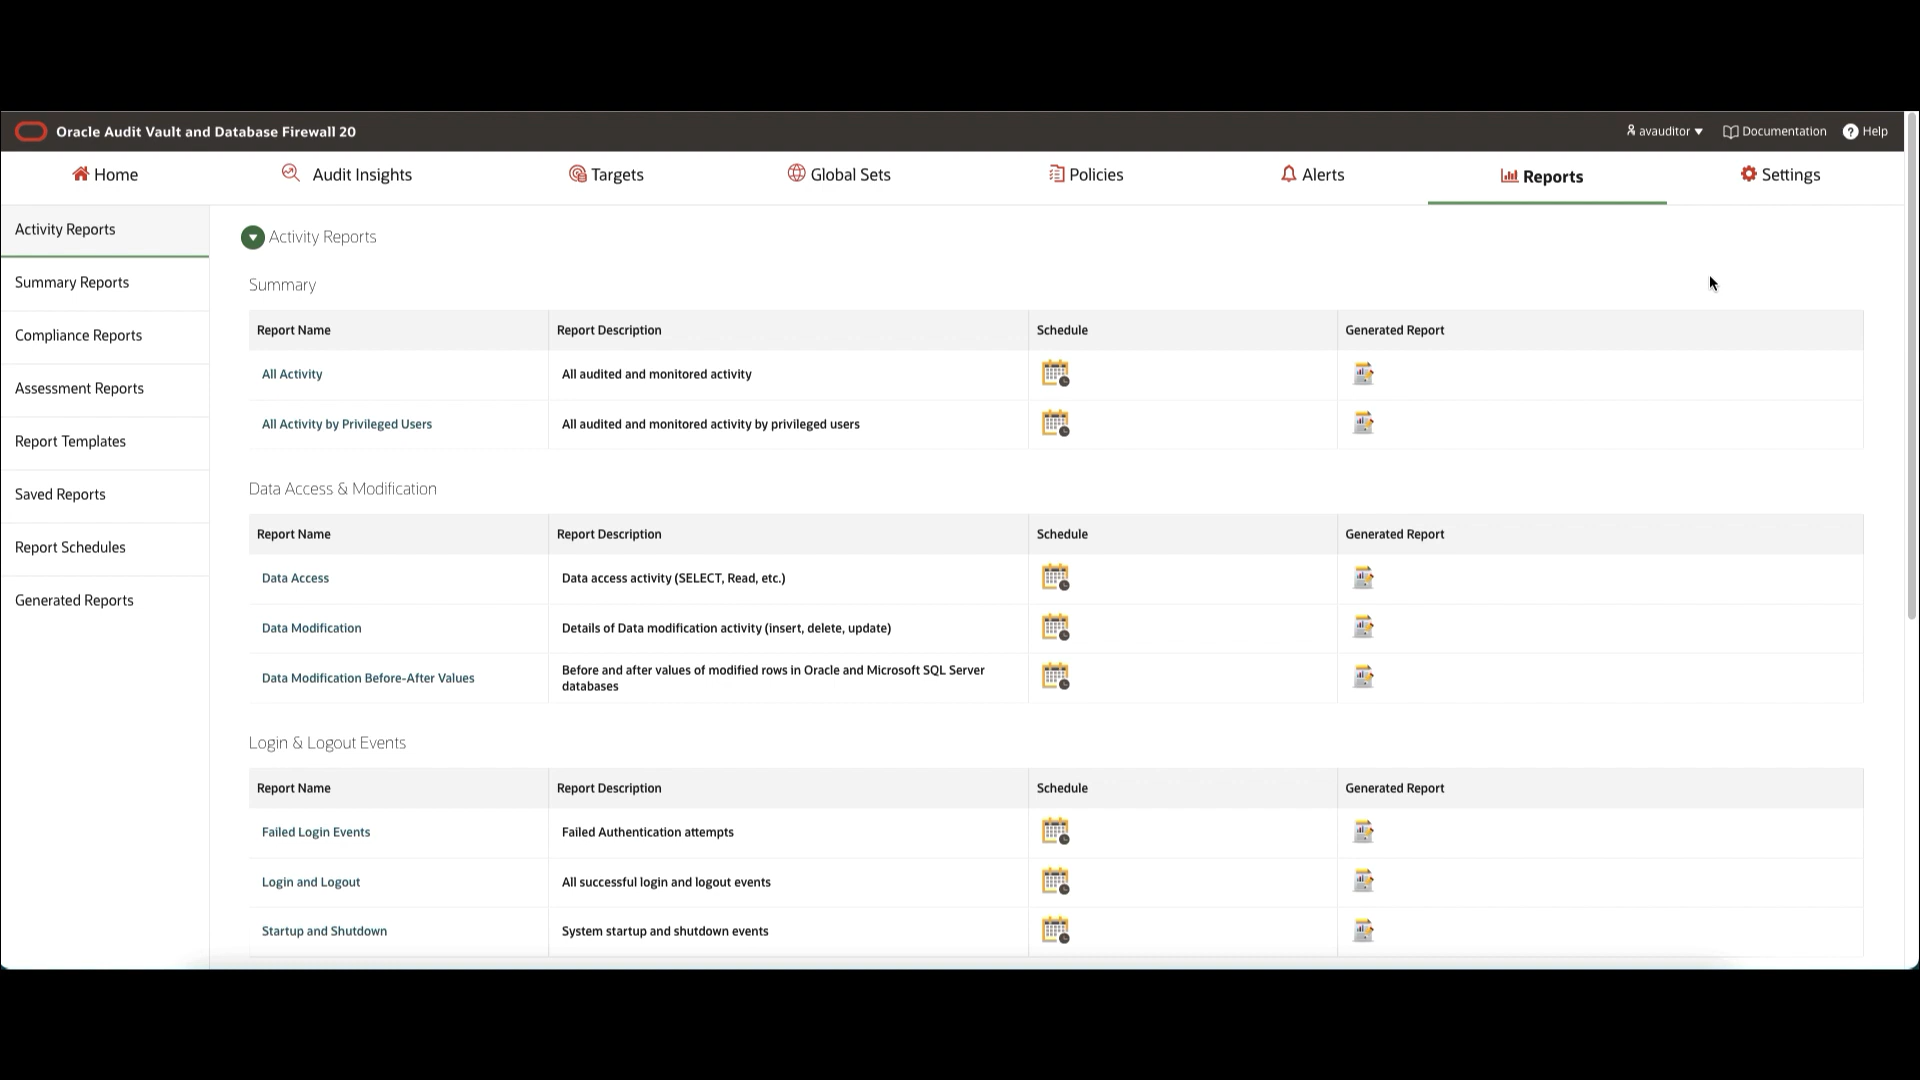 Oracle Audit Vault and Database Firewall 20
avauditor
Documentation
Help
Home
Audit Insights
Targets
Global Sets
Policies
Alerts
Reports
Settings
Activity Reports
Summary Reports
Compliance Reports
Assessment Reports
Report Templates
Saved Reports
Report Schedules
Generated Reports
Activity Reports
Summary
Report Name Report Description Schedule Generated Report
All Activity All audited and monitored activity
All Activity by Privileged Users All audited and monitored activity by privileged users
Data Access & Modification
Report Name Report Description Schedule Generated Report
Data Access Data access activity (SELECT, Read, etc.)
Data Modification Details of Data modification activity (insert, delete, update)
Data Modification Before-After Values Before and after values of modified rows in Oracle and Microsoft SQL Server
databases
Login & Logout Events
Report Name Report Description Schedule Generated Report
Failed Login Events Failed Authentication attempts
Login and Logout All successful login and logout events
Startup and Shutdown System startup and shutdown events